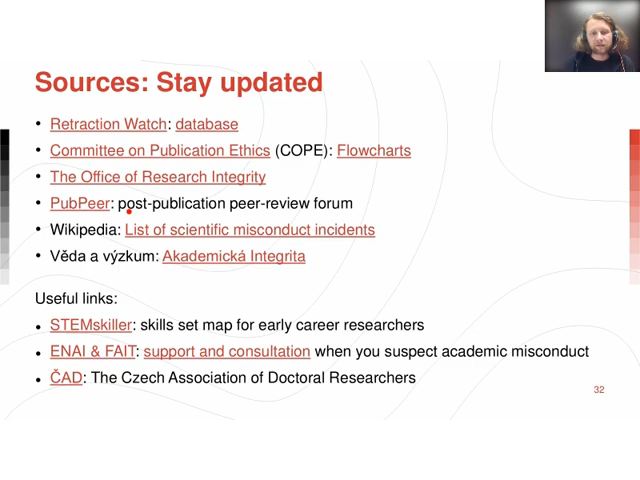 Sources: Stay updated
• Retraction Watch: database
• Committee on Publication Ethics (COPE): Flowcharts
• The Office of Research Integrity
• PubPeer: post-publication peer-review forum
• Wikipedia: List of scientific misconduct incidents
• Věda a výzkum: Akademická Integrita
Useful links:
• STEMskiller: skills set map for early career researchers
• ENAI & FAIT: support and consultation when you suspect academic misconduct
• ČAD: The Czech Association of Doctoral Researchers
32